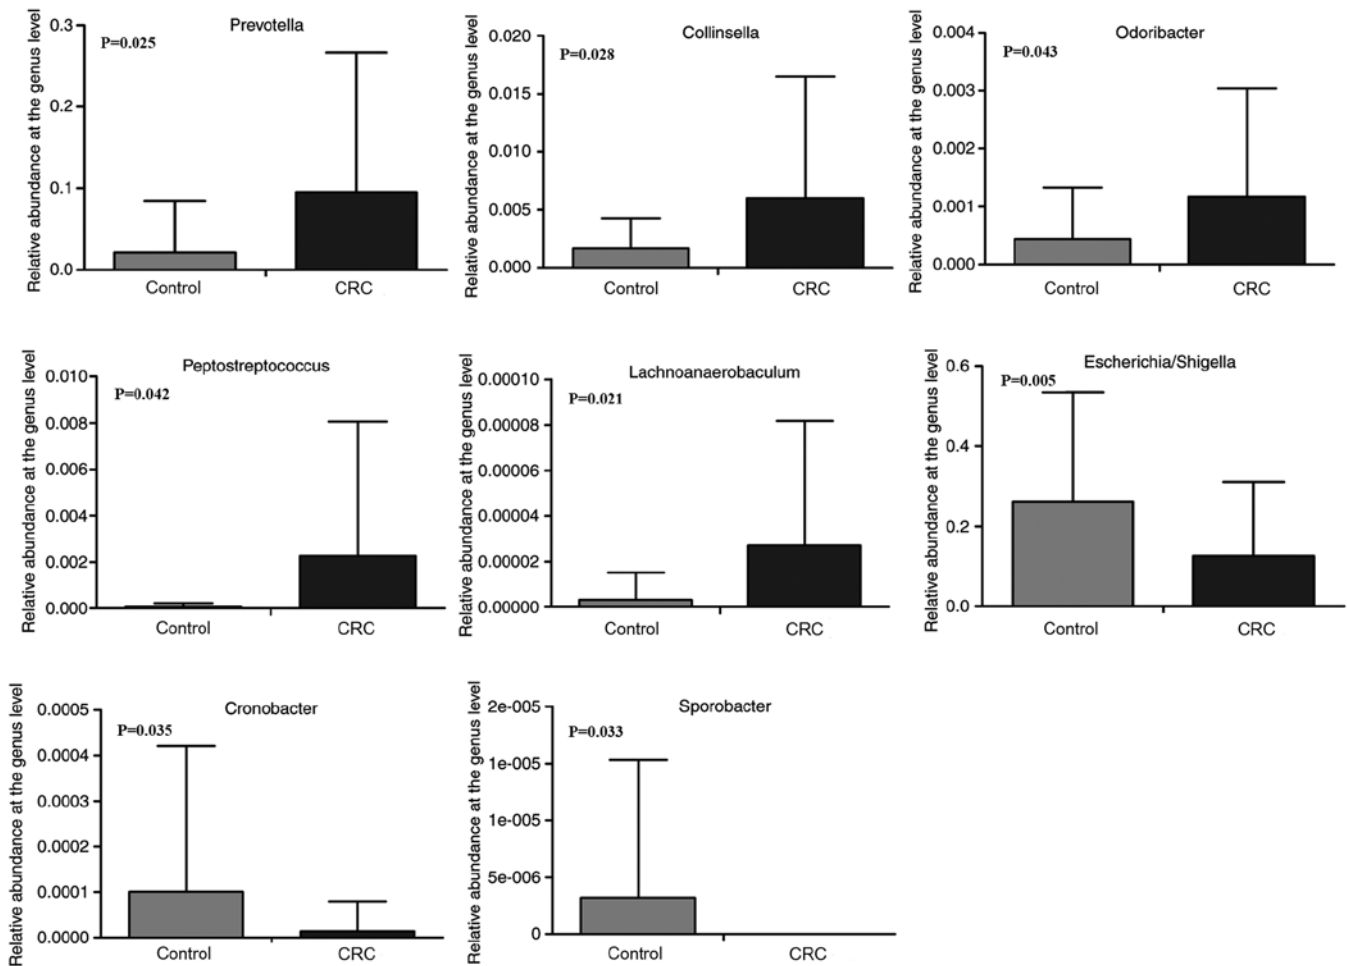 Prevotella
P=0.025
Relative abundance at the genus level
0.3
0.2
0.1
0.0
Control
CRC
Collinsella
P=0.028
Relative abundance at the genus level
0.020
0.015
0.010
0.005
0.000
Control
CRC
Odoribacter
P=0.043
Relative abundance at the genus level
0.004
0.003
0.002
0.001
0.000
Control
CRC
Peptostreptococcus
P=0.042
Relative abundance at the genus level
0.010
0.008
0.006
0.004
0.002
0.000
Control
CRC
Lachnoanaerobaculum
P=0.021
Relative abundance at the genus level
0.00010
0.00008
0.00006
0.00004
0.00002
0.00000
Control
CRC
Escherichia/Shigella
P=0.005
Relative abundance at the genus level
0.6
0.4
0.2
0.0
Control
CRC
Cronobacter
P=0.035
Relative abundance at the genus level
0.0005
0.0004
0.0003
0.0002
0.0001
0.0000
Control
CRC
Sporobacter
P=0.033
Relative abundance at the genus level
2e-005
1e-005
1e-005
5e-006
0
Control
CRC